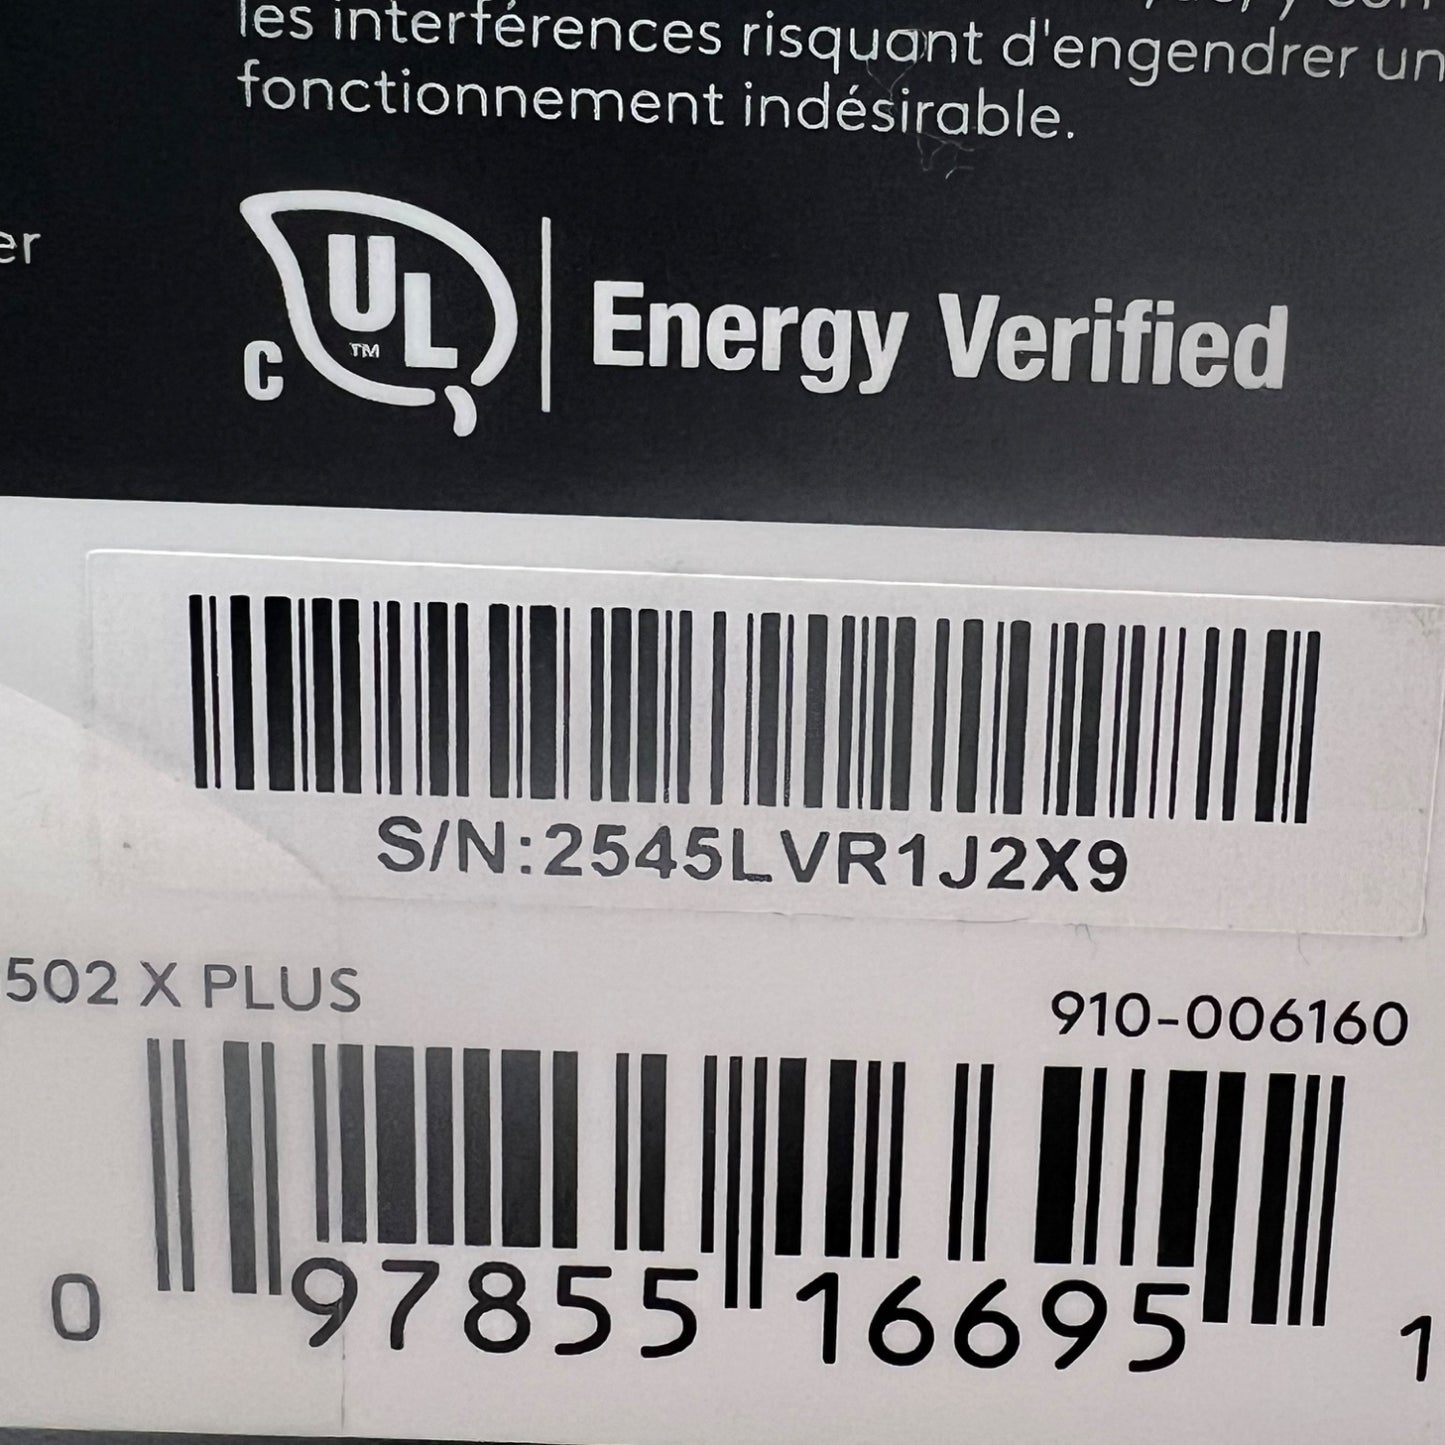 les interférences risquant d'engendrer un
fonctionnement indésirable.
er
C UL TM Energy Verified
S/N:2545LVR1J2X9
502 X PLUS
910-006160
0 97855 16695 1